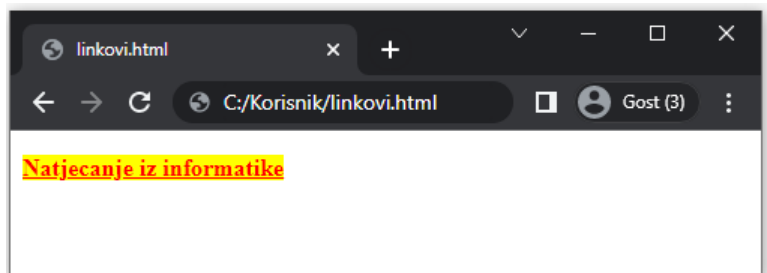 linkovi.html
C:/Korisnik/linkovi.html
Gost (3)
Natjecanje iz informatike